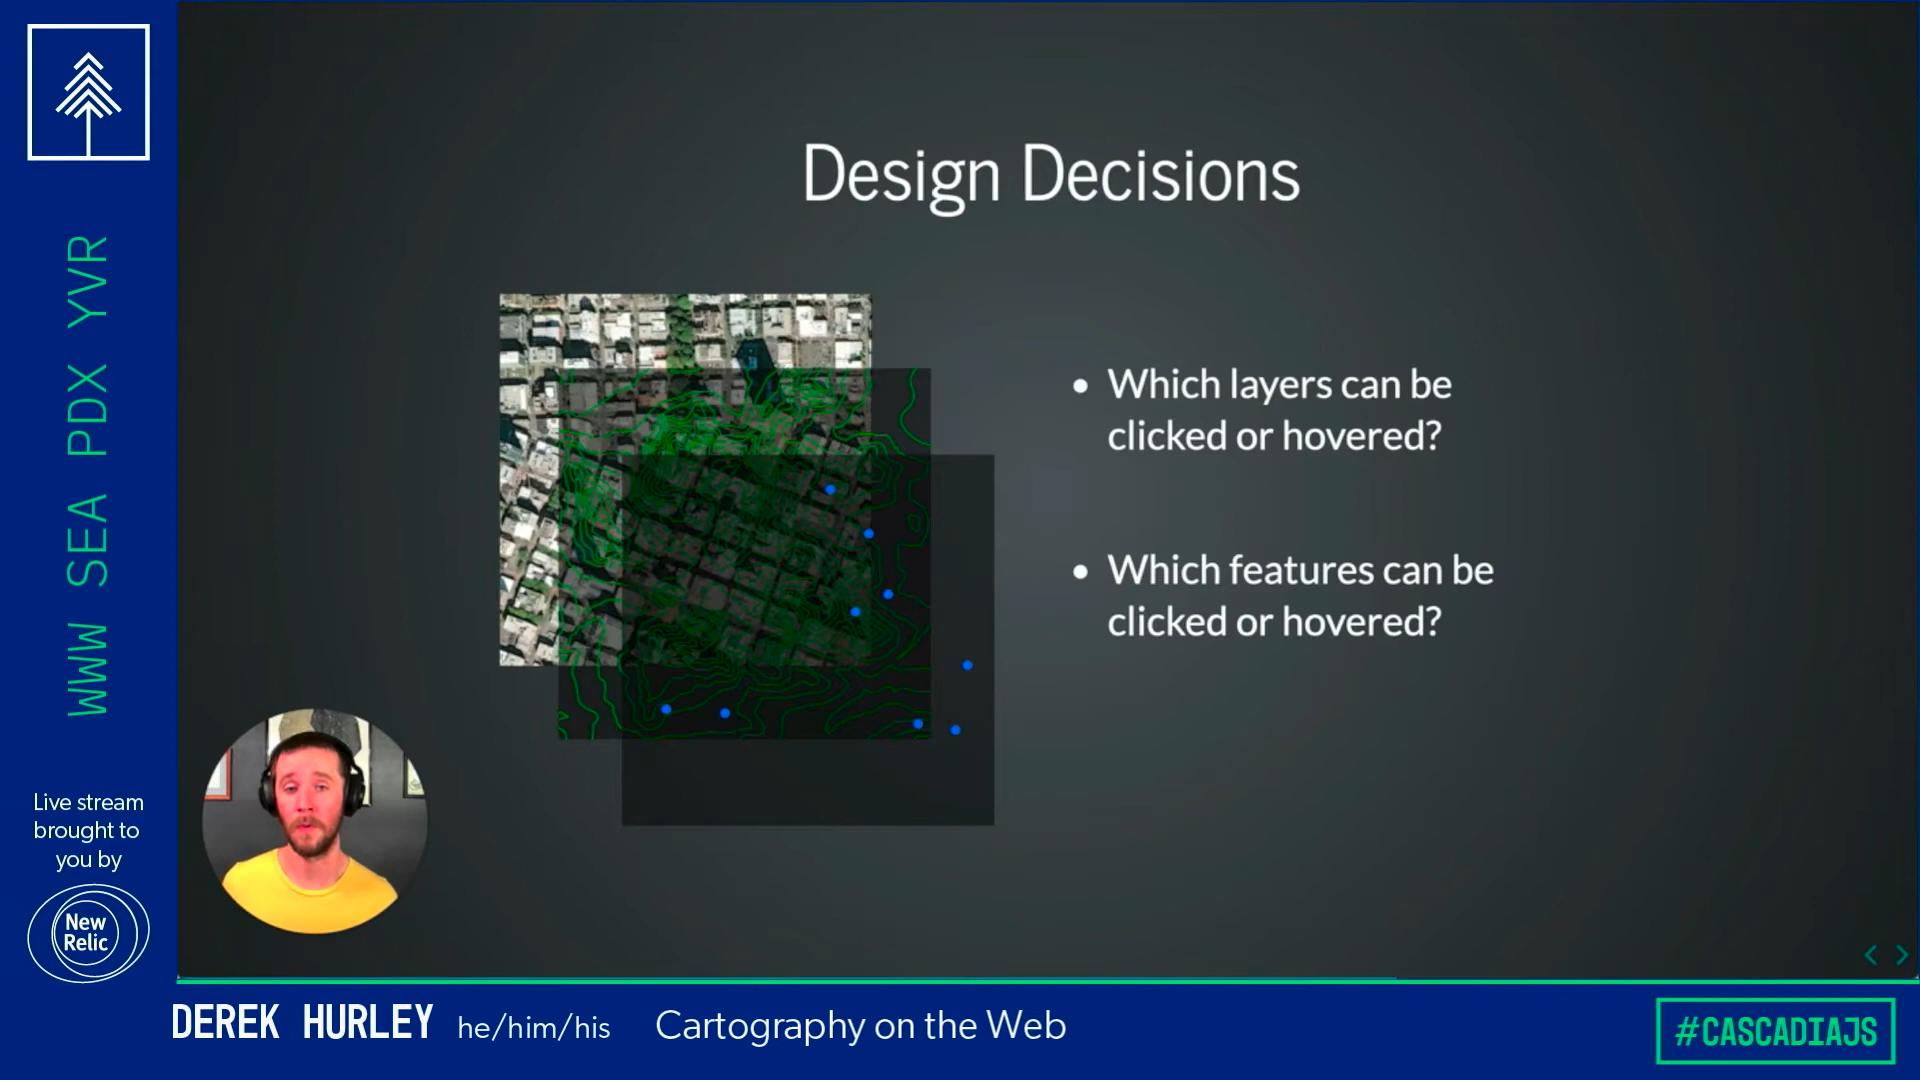 WWW SEA PDX YVR
Live stream
brought to
you by
New
Relic
Design Decisions
• Which layers can be
clicked or hovered?
• Which features can be
clicked or hovered?
DEREK HURLEY he/him/his Cartography on the Web
#CASCADIAJS